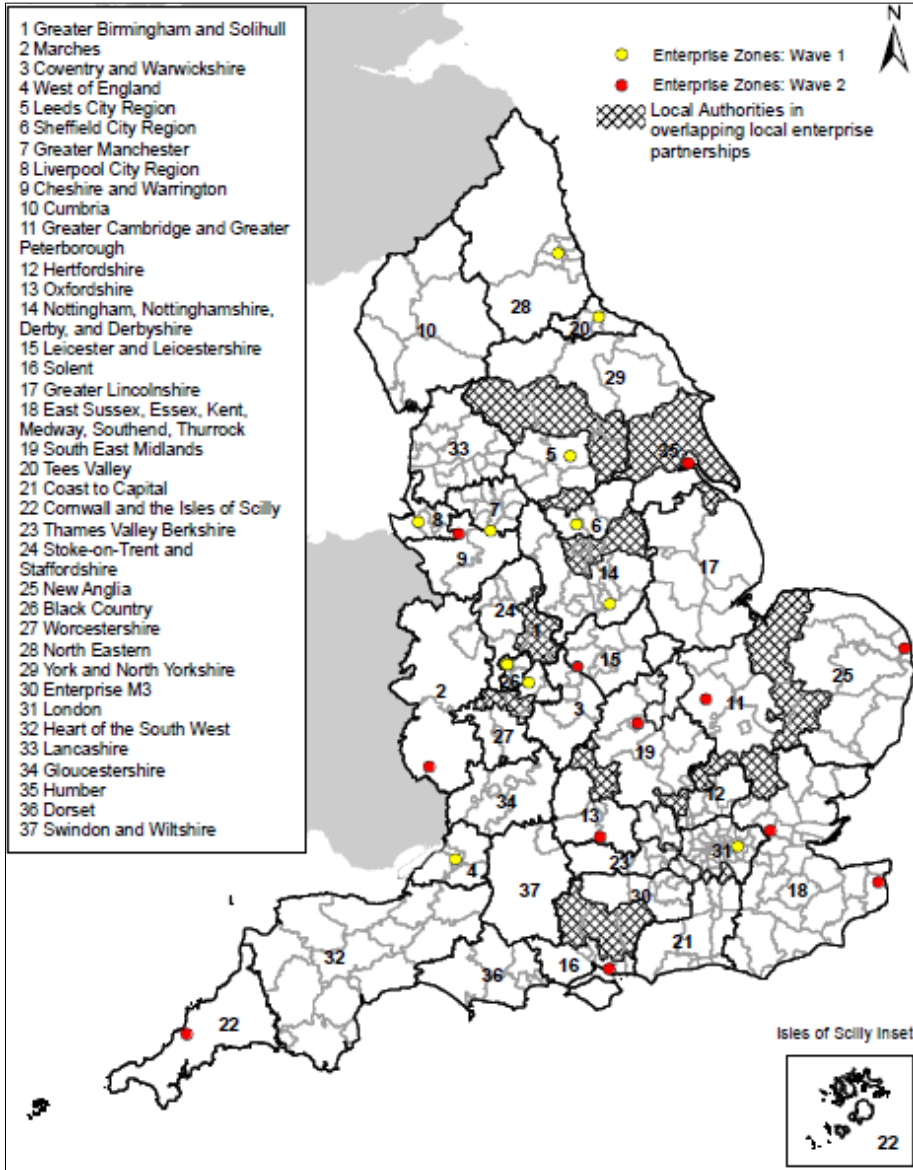 1 Greater Birmingham and Solihull
2 Marches
3 Coventry and Warwickshire
4 West of England
5 Leeds City Region
6 Sheffield City Region
7 Greater Manchester
8 Liverpool City Region
9 Cheshire and Warrington
10 Cumbria
11 Greater Cambridge and Greater
Peterborough
12 Hertfordshire
13 Oxfordshire
14 Nottingham, Nottinghamshire,
Derby, and Derbyshire
15 Leicester and Leicestershire
16 Solent
17 Greater Lincolnshire
18 East Sussex, Essex, Kent,
Medway, Southend, Thurrock
19 South East Midlands
20 Tees Valley
21 Coast to Capital
22 Cornwall and the Isles of Scilly
23 Thames Valley Berkshire
24 Stoke-on-Trent and
Staffordshire
25 New Anglia
26 Black Country
27 Worcestershire
28 North Eastern
29 York and North Yorkshire
30 Enterprise M3
31 London
32 Heart of the South West
33 Lancashire
34 Gloucestershire
35 Humber
36 Dorset
37 Swindon and Wiltshire
N
Enterprise Zones: Wave 1
Enterprise Zones: Wave 2
Local Authorities in
overlapping local enterprise
partnerships
28
10
20
29
33
5
35
7
8
6
9
14
17
24
1
15
25
26
2
3
11
27
19
34
12
13
31
4
23
37
30
18
32
21
16
36
22
Isles of Scilly Inset
22